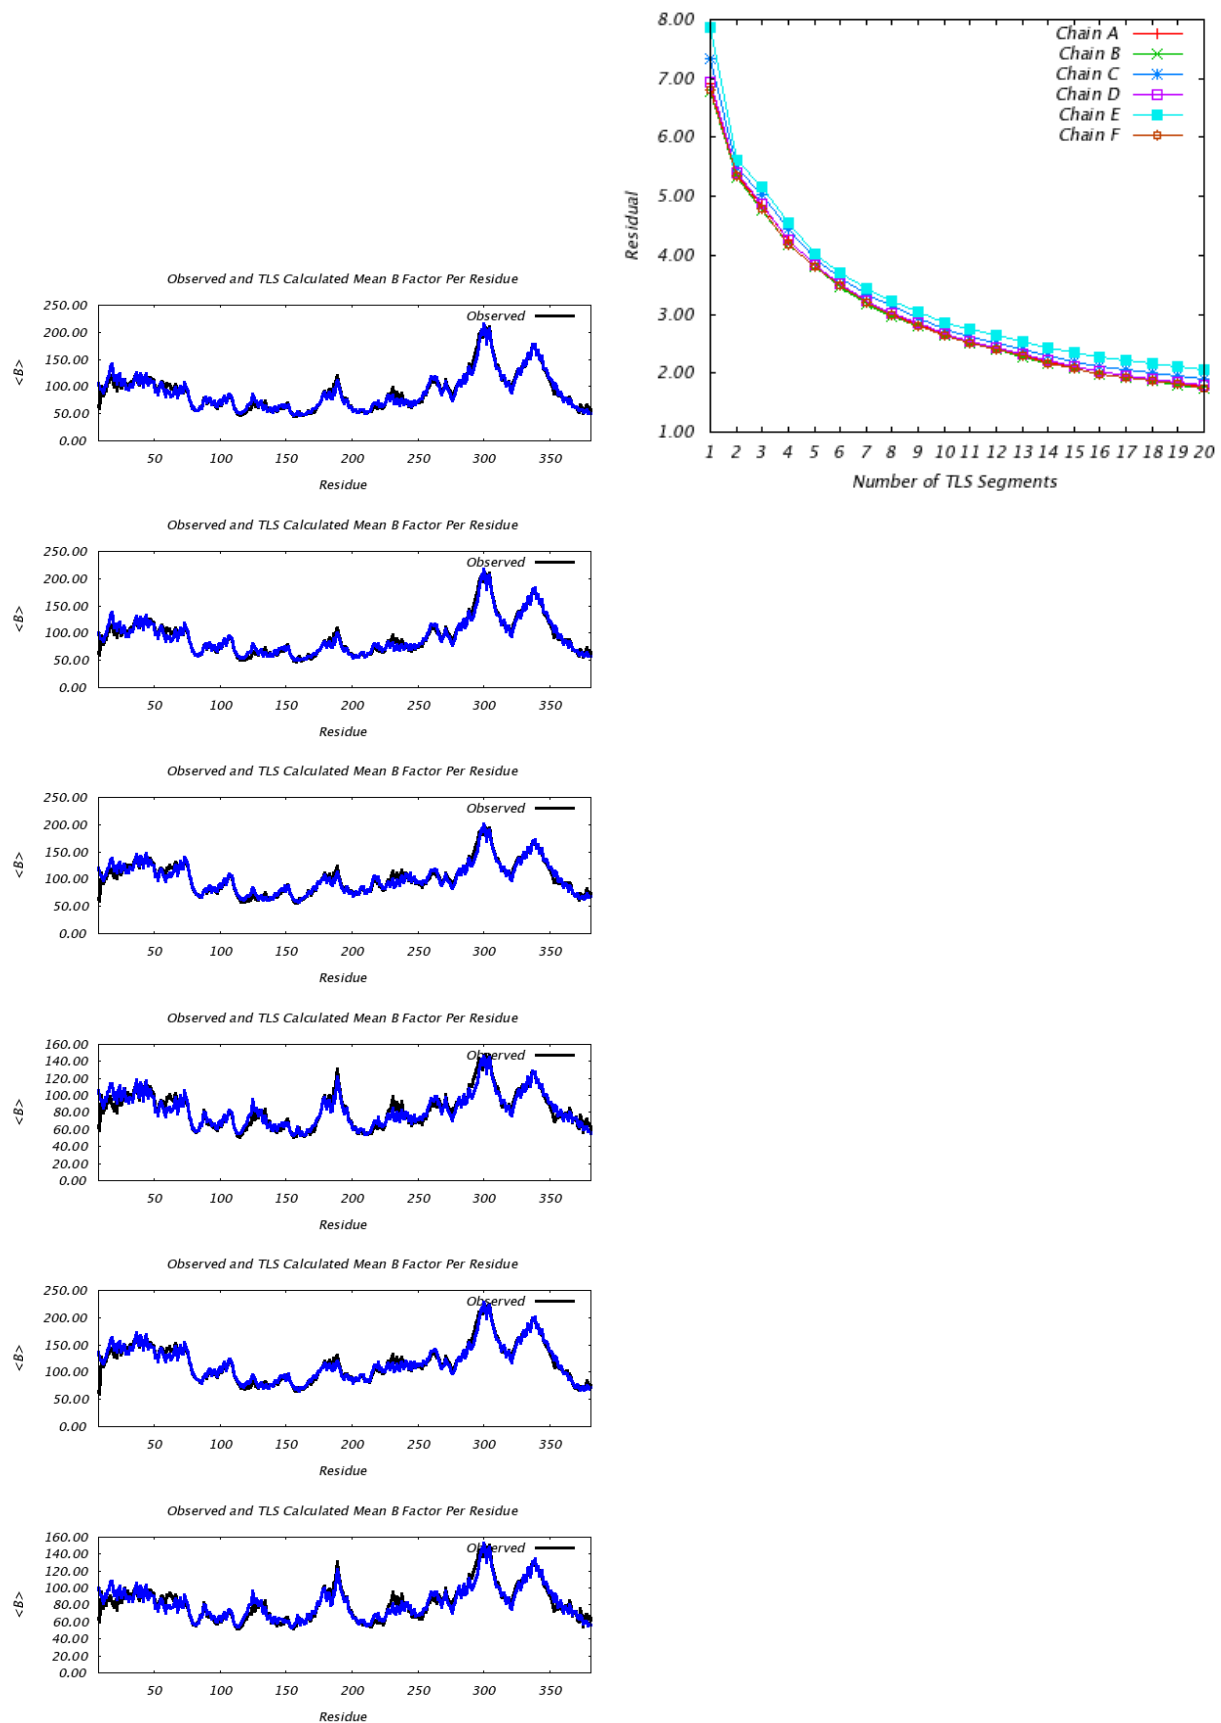 8.00
7.00
6.00
5.00
4.00
3.00
2.00
1.00
Residual
Chain A
Chain B
Chain C
Chain D
Chain E
Chain F
1 2 3 4 5 6 7 8 9 10 11 12 13 14 15 16 17 18 19 20
Number of TLS Segments
Observed and TLS Calculated Mean B Factor Per Residue
250.00
200.00
150.00
100.00
50.00
0.00
<B>
Observed
50 100 150 200 250 300 350
Residue
Observed and TLS Calculated Mean B Factor Per Residue
250.00
200.00
150.00
100.00
50.00
0.00
<B>
Observed
50 100 150 200 250 300 350
Residue
Observed and TLS Calculated Mean B Factor Per Residue
250.00
200.00
150.00
100.00
50.00
0.00
<B>
Observed
50 100 150 200 250 300 350
Residue
Observed and TLS Calculated Mean B Factor Per Residue
160.00
140.00
120.00
100.00
80.00
60.00
40.00
20.00
0.00
<B>
Observed
50 100 150 200 250 300 350
Residue
Observed and TLS Calculated Mean B Factor Per Residue
250.00
200.00
150.00
100.00
50.00
0.00
<B>
Observed
50 100 150 200 250 300 350
Residue
Observed and TLS Calculated Mean B Factor Per Residue
160.00
140.00
120.00
100.00
80.00
60.00
40.00
20.00
0.00
<B>
Observed
50 100 150 200 250 300 350
Residue